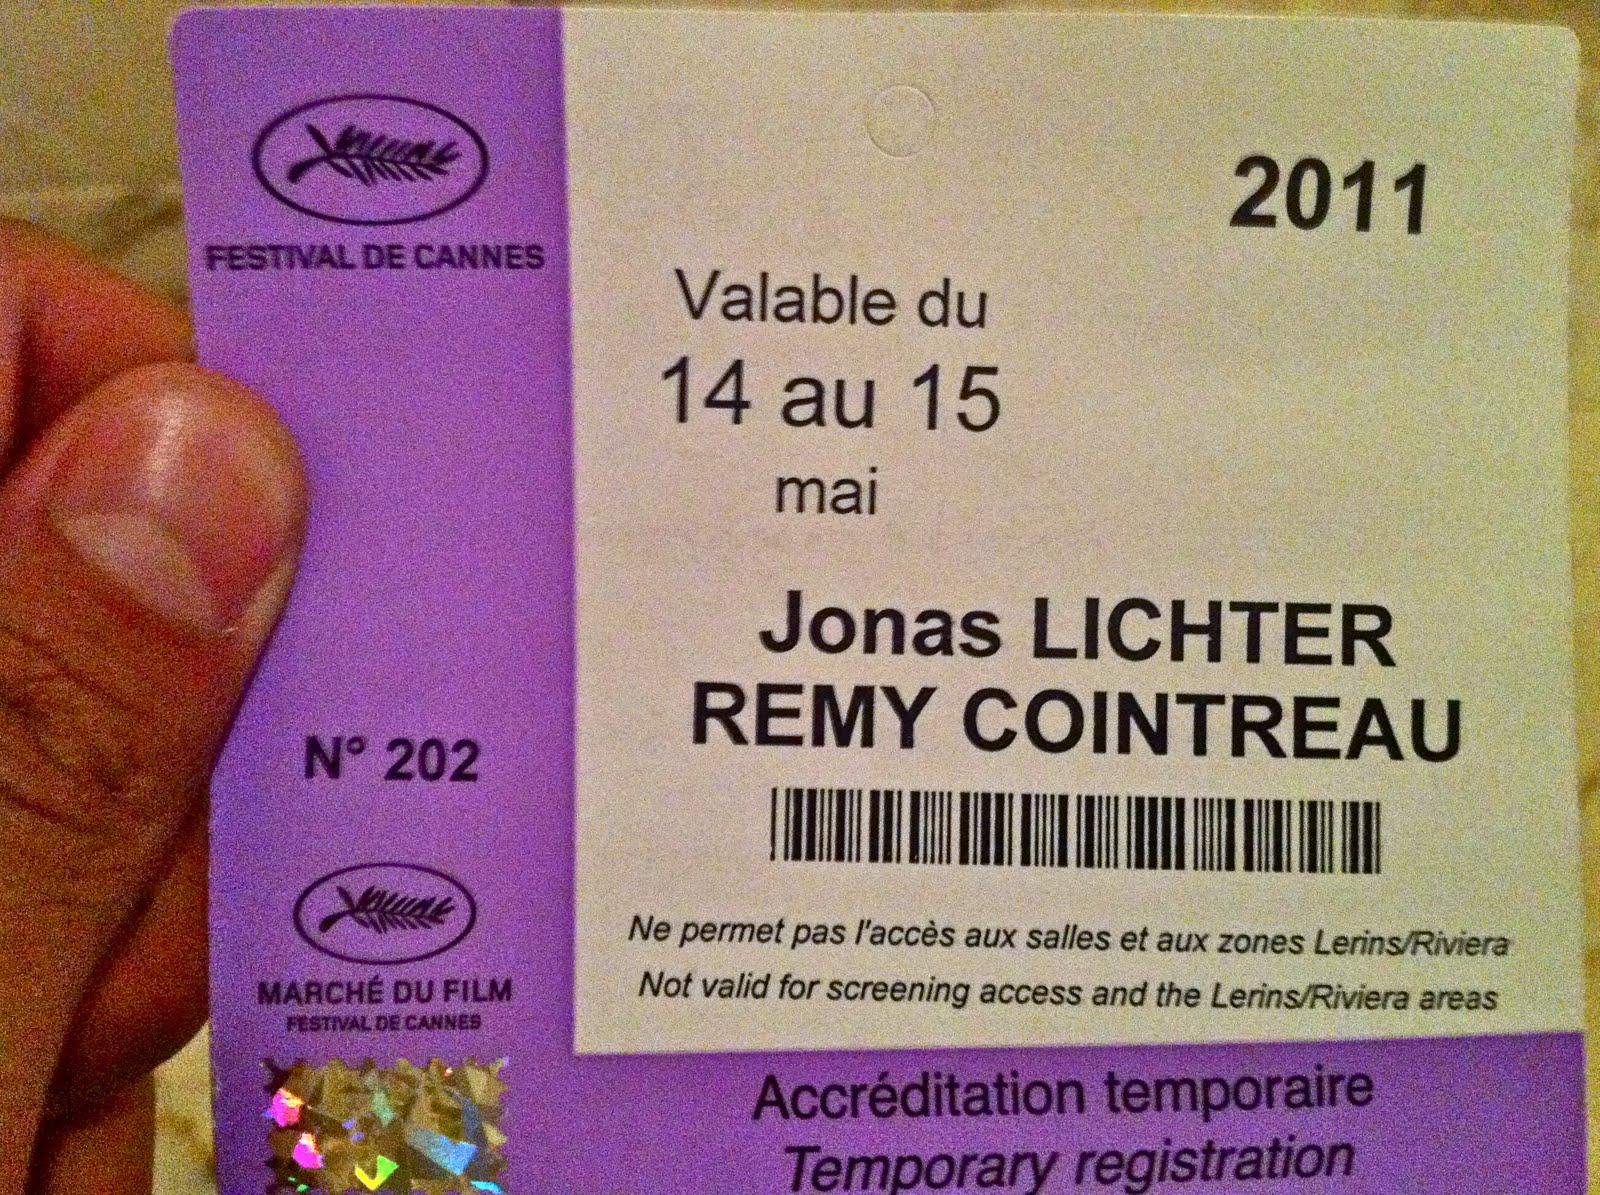 FESTIVAL DE CANNES
2011
Valable du
14 au 15
mai
Jonas LICHTER
REMY COINTREAU
N° 202
MARCHÉ DU FILM
FESTIVAL DE CANNES
Ne permet pas l'accès aux salles et aux zones Lerins/Riviera
Not valid for screening access and the Lerins/Riviera areas
Accréditation temporaire
Temporary registration